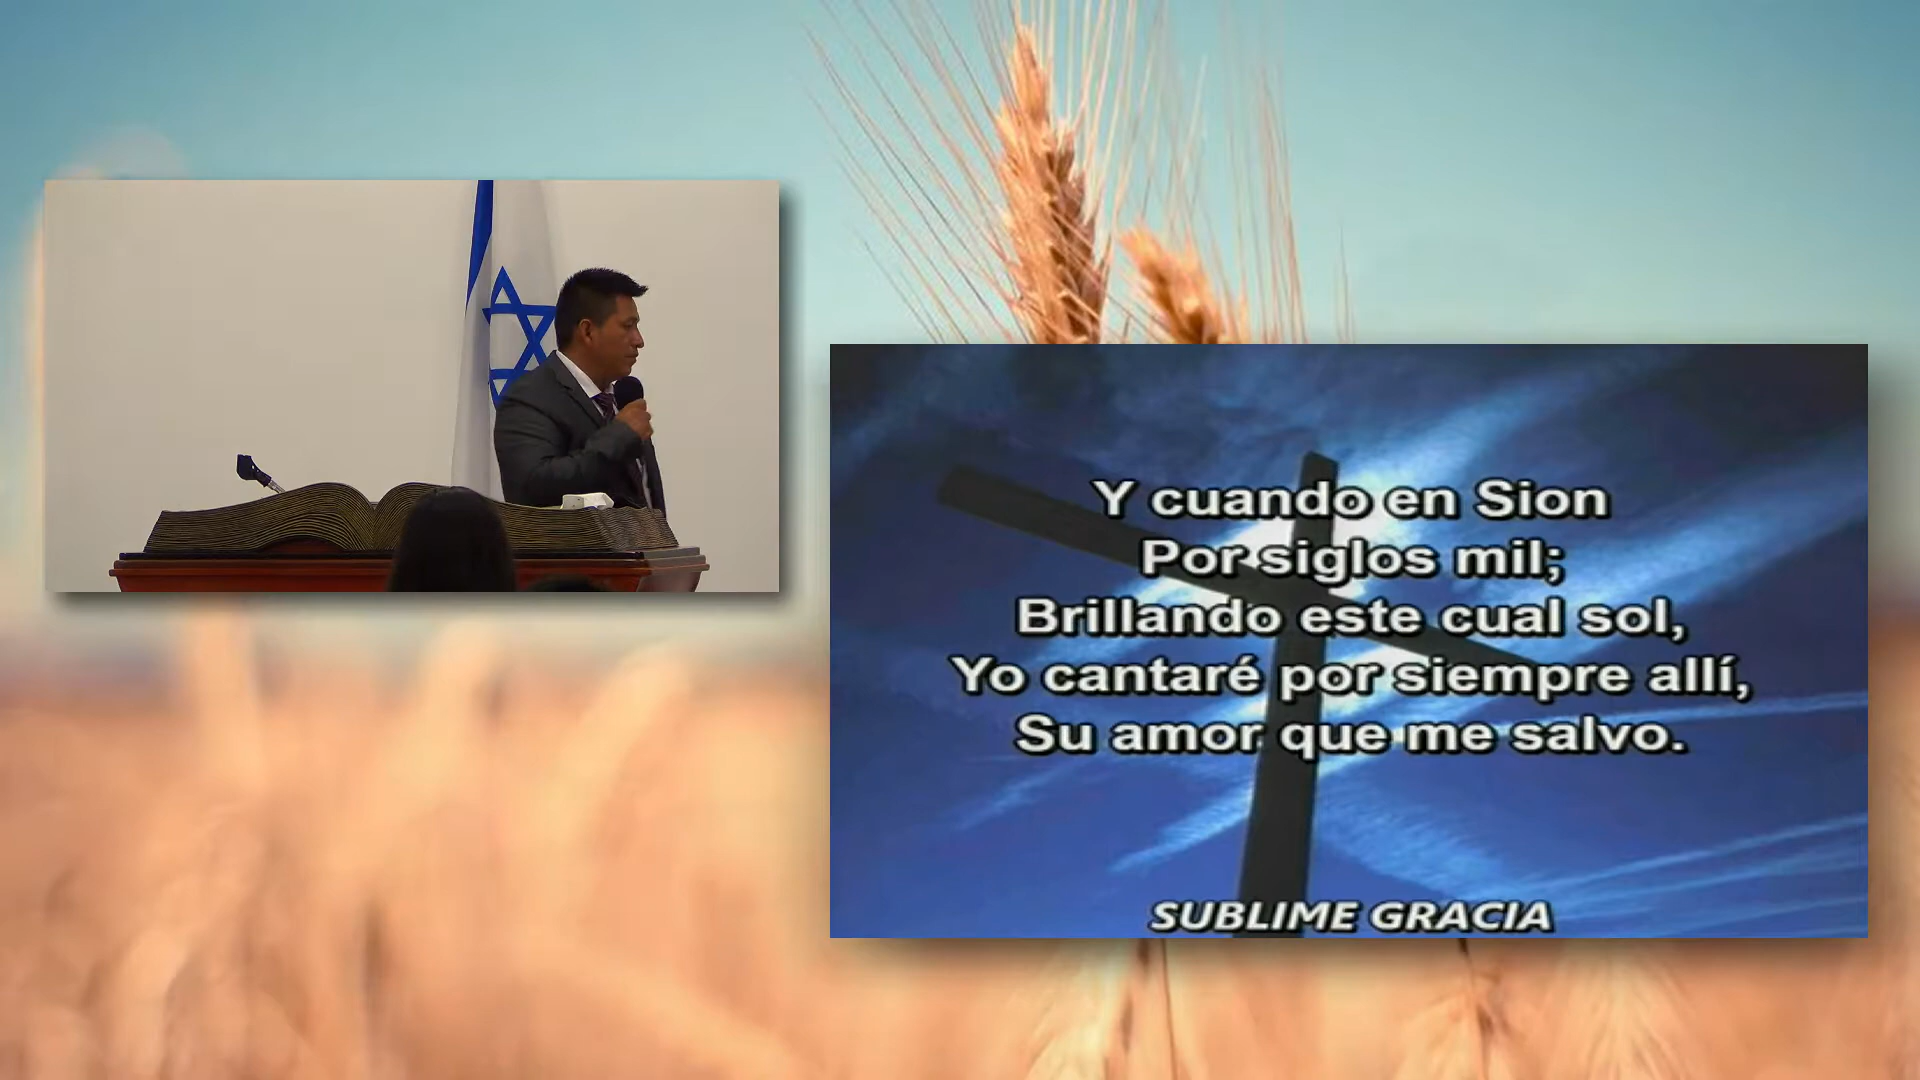 Y cuando en Sion
Por siglos mil;
Brillando este cual sol,
Yo cantaré por siempre allí,
Su amor que me salvo.
SUBLIME GRACIA